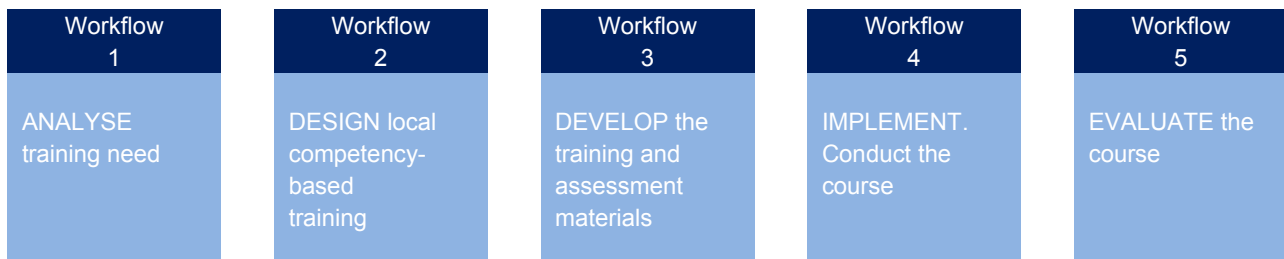 Workflow
1
ANALYSE
training need
Workflow
2
DESIGN local
competency-
based
training
Workflow
3
DEVELOP the
training and
assessment
materials
Workflow
4
IMPLEMENT.
Conduct the
course
Workflow
5
EVALUATE the
course